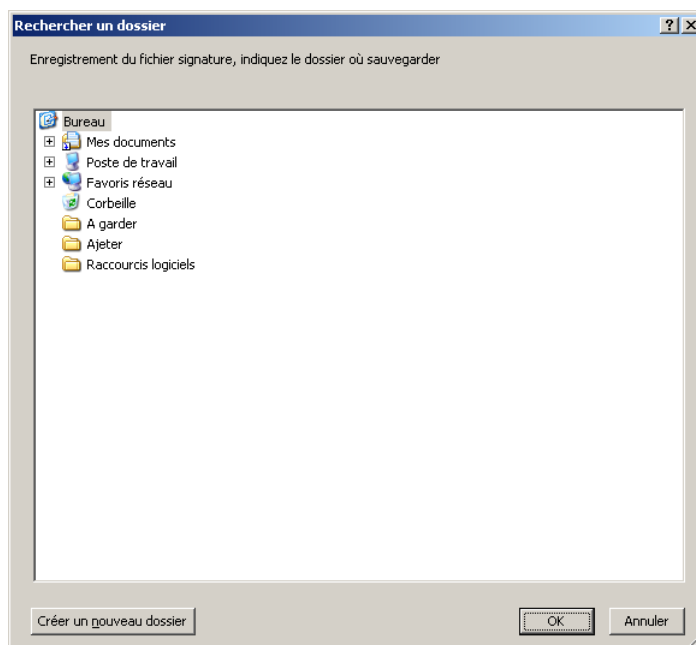 Rechercher un dossier
Enregistrement du fichier signature, indiquez le dossier où sauvegarder
Bureau
Mes documents
Poste de travail
Favoris réseau
Corbeille
A garder
Ajeter
Raccourcis logiciels
Créer un nouveau dossier OK Annuler